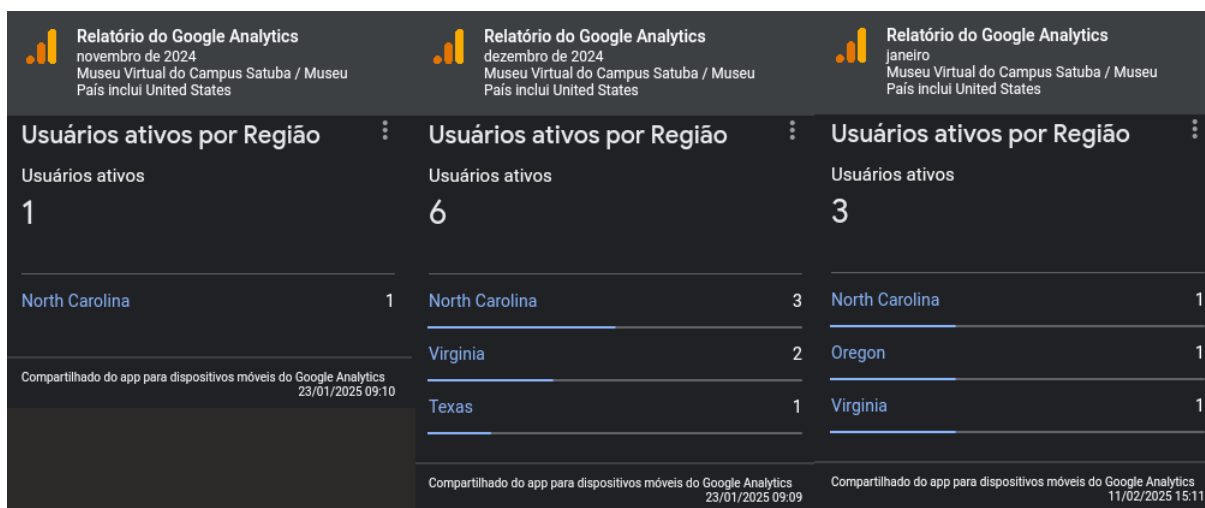 Relatório do Google Analytics
novembro de 2024
Museu Virtual do Campus Satuba / Museu
País inclui United States
Usuários ativos por Região
Usuários ativos
1
North Carolina 1
Compartilhado do app para dispositivos móveis do Google Analytics
23/01/2025 09:10
Relatório do Google Analytics
dezembro de 2024
Museu Virtual do Campus Satuba / Museu
País inclui United States
Usuários ativos por Região
Usuários ativos
6
North Carolina 3
Virginia 2
Texas 1
Compartilhado do app para dispositivos móveis do Google Analytics
23/01/2025 09:09
Relatório do Google Analytics
janeiro
Museu Virtual do Campus Satuba / Museu
País inclui United States
Usuários ativos por Região
Usuários ativos
3
North Carolina 1
Oregon 1
Virginia 1
Compartilhado do app para dispositivos móveis do Google Analytics
11/02/2025 15:11